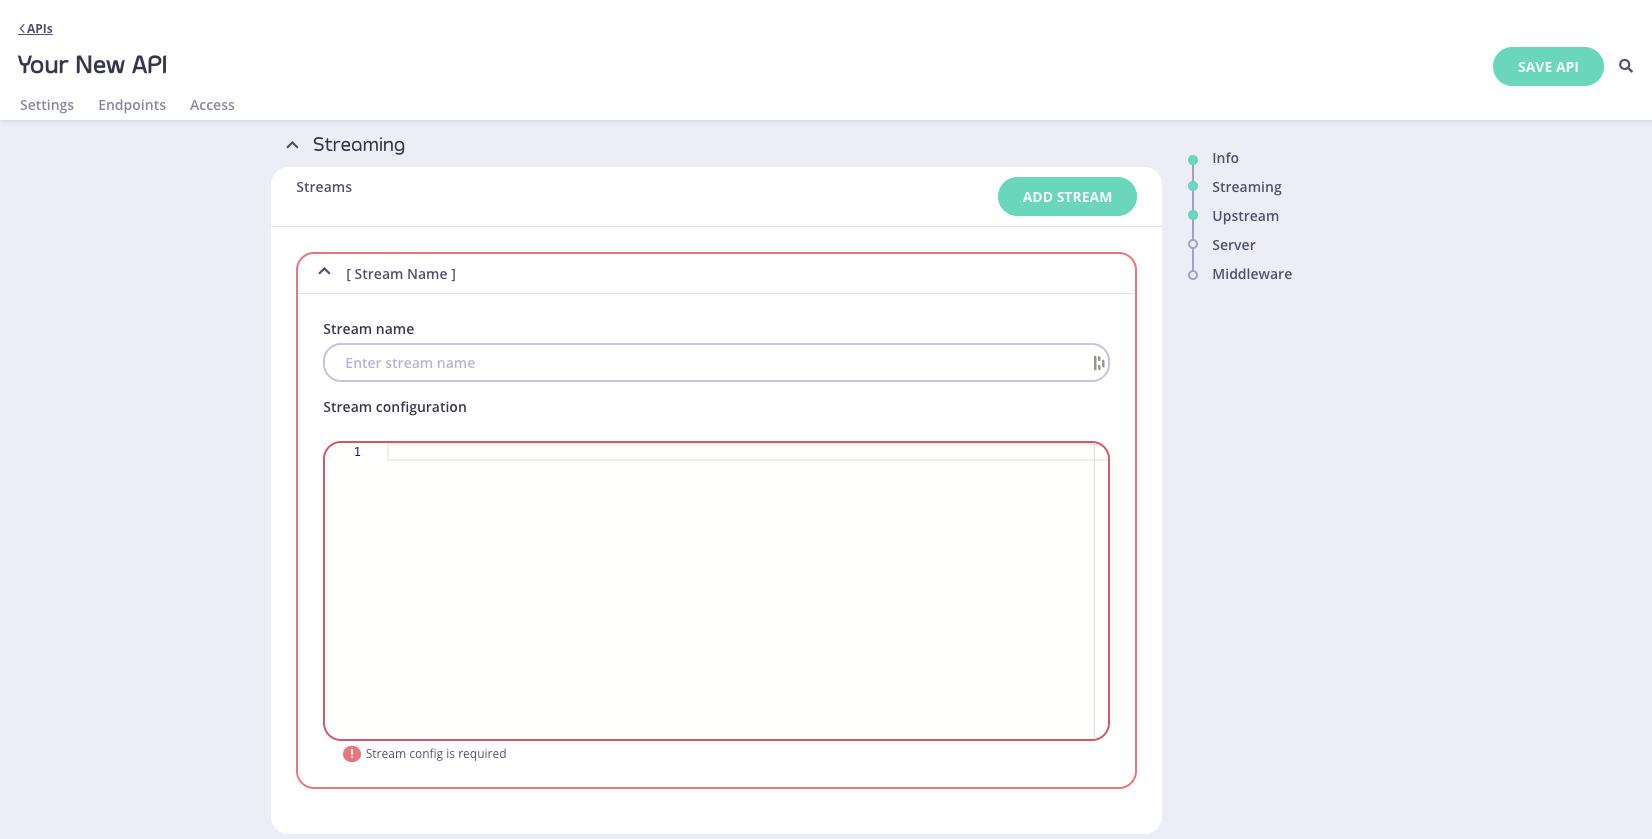 APIs
Your New API
SAVE API
Settings Endpoints Access
Streaming
Streams
ADD STREAM
[ Stream Name ]
Stream name
Enter stream name
Stream configuration
1
Stream config is required
Info
Streaming
Upstream
Server
Middleware